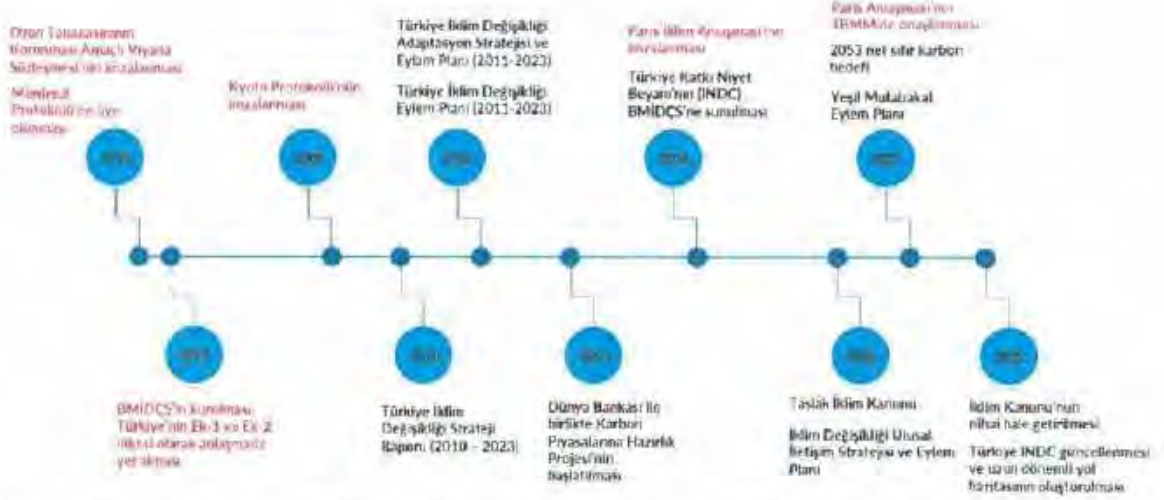 Ozon Tabakasının
Korunması Amaçlı Viyana
Sözleşmesi'nin imzalanması
Montreal
Protokolü'ne üye
olunması
Kyoto Protokolü'nün
imzalanması
Türkiye İklim Değişikliği
Adaptasyon Stratejisi ve
Eylem Planı (2011-2023)
Türkiye İklim Değişikliği
Eylem Planı (2011-2023)
Paris İklim Anlaşması'nın
imzalanması
Türkiye Katkı Niyet
Beyanı'nın (INDC)
BMİDÇS'ne sunulması
Paris Anlaşması'nın
TBMM'de onaylanması
2053 net sıfır karbon
hedefi
Yeşil Mutabakat
Eylem Planı
BMİDÇS'in kurulması
Türkiye'nin Ek-1 ve Ek-2
ülkesi olarak anlaşmada
yer alması
Türkiye İklim
Değişikliği Strateji
Raporu (2010 - 2023)
Dünya Bankası ile
birlikte Karbon
Piyasalarına Hazırlık
Projesi'nin
başlatılması
Taslak İklim Kanunu
İklim Değişikliği Ulusal
İletişim Stratejisi ve Eylem
Planı
İklim Kanunu'nun
nihai hale getirilmesi
Türkiye INDC güncellenmesi
ve uzun dönemli yol
haritasının oluşturulması